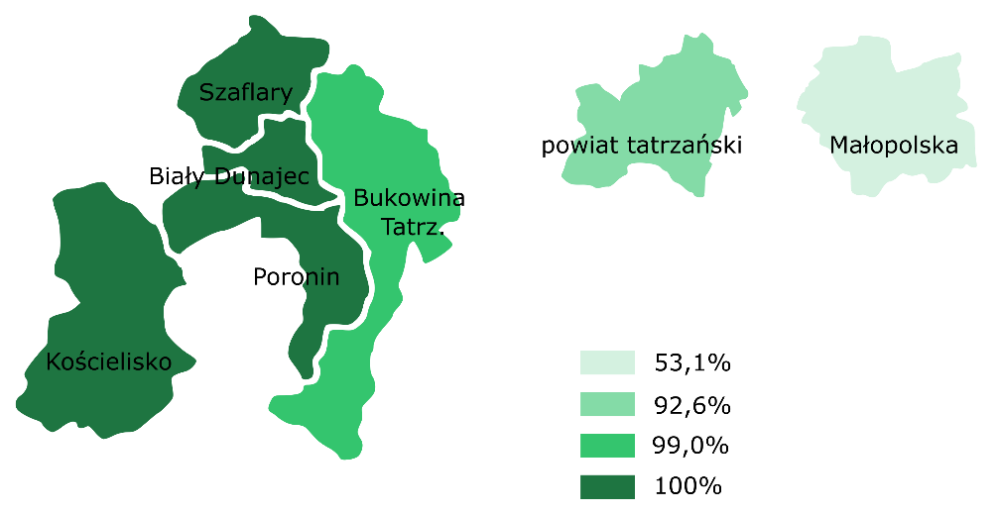 Szaflary
Biały Dunajec
Bukowina
Tatrz.
Poronin
Kościelisko
powiat tatrzański
Małopolska
53,1%
92,6%
99,0%
100%